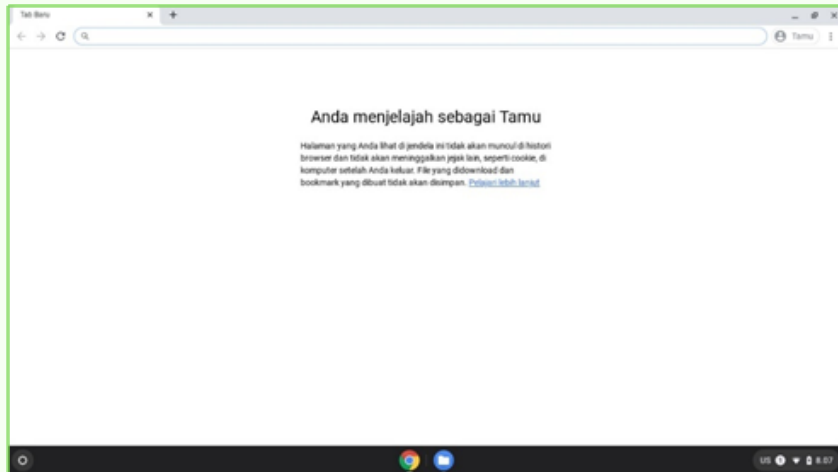 Tab Baru
Tamu
Anda menjelajah sebagai Tamu
Halaman yang Anda lihat di jendela ini tidak akan muncul di histori
browser dan tidak akan meninggalkan jejak lain, seperti cookie, di
komputer setelah Anda keluar. File yang didownload dan
bookmark yang dibuat tidak akan disimpan. Pelajari lebih lanjut
US 8.07